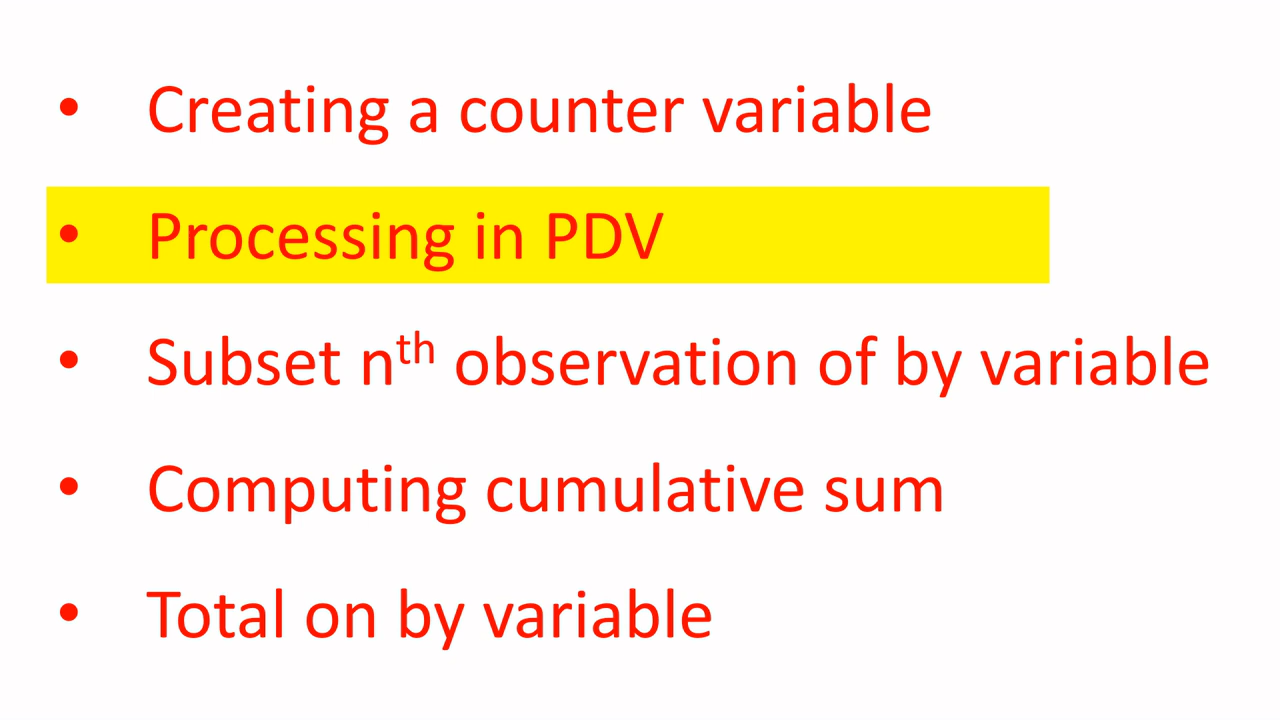 • Creating a counter variable
• Processing in PDV
• Subset nth observation of by variable
• Computing cumulative sum
• Total on by variable